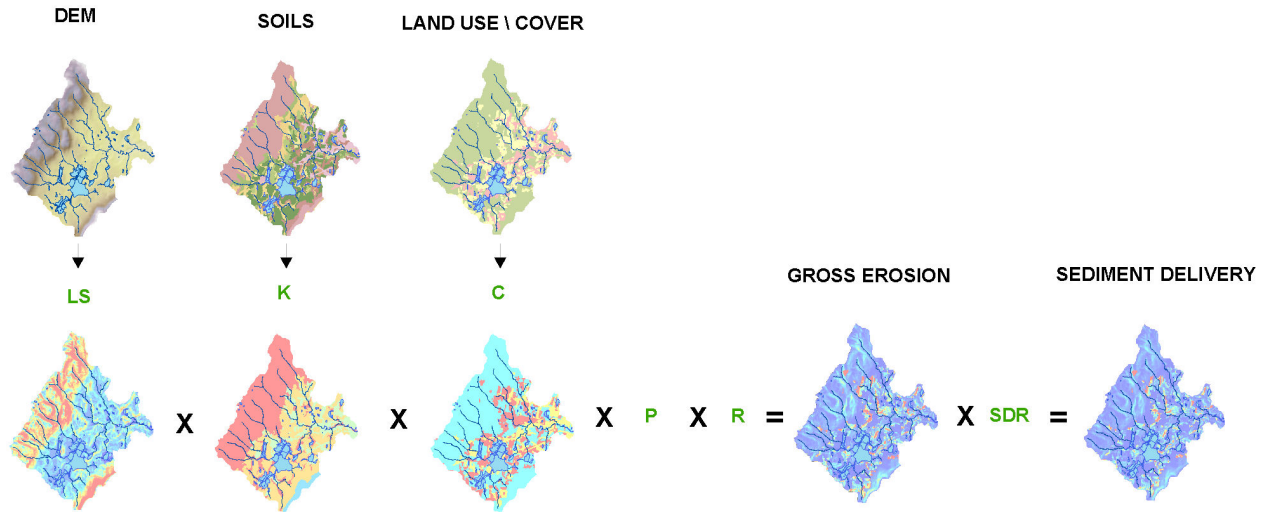 DEM
SOILS
LAND USE \ COVER
LS
K
C
GROSS EROSION
SEDIMENT DELIVERY
X
X
X P X R =
X SDR =